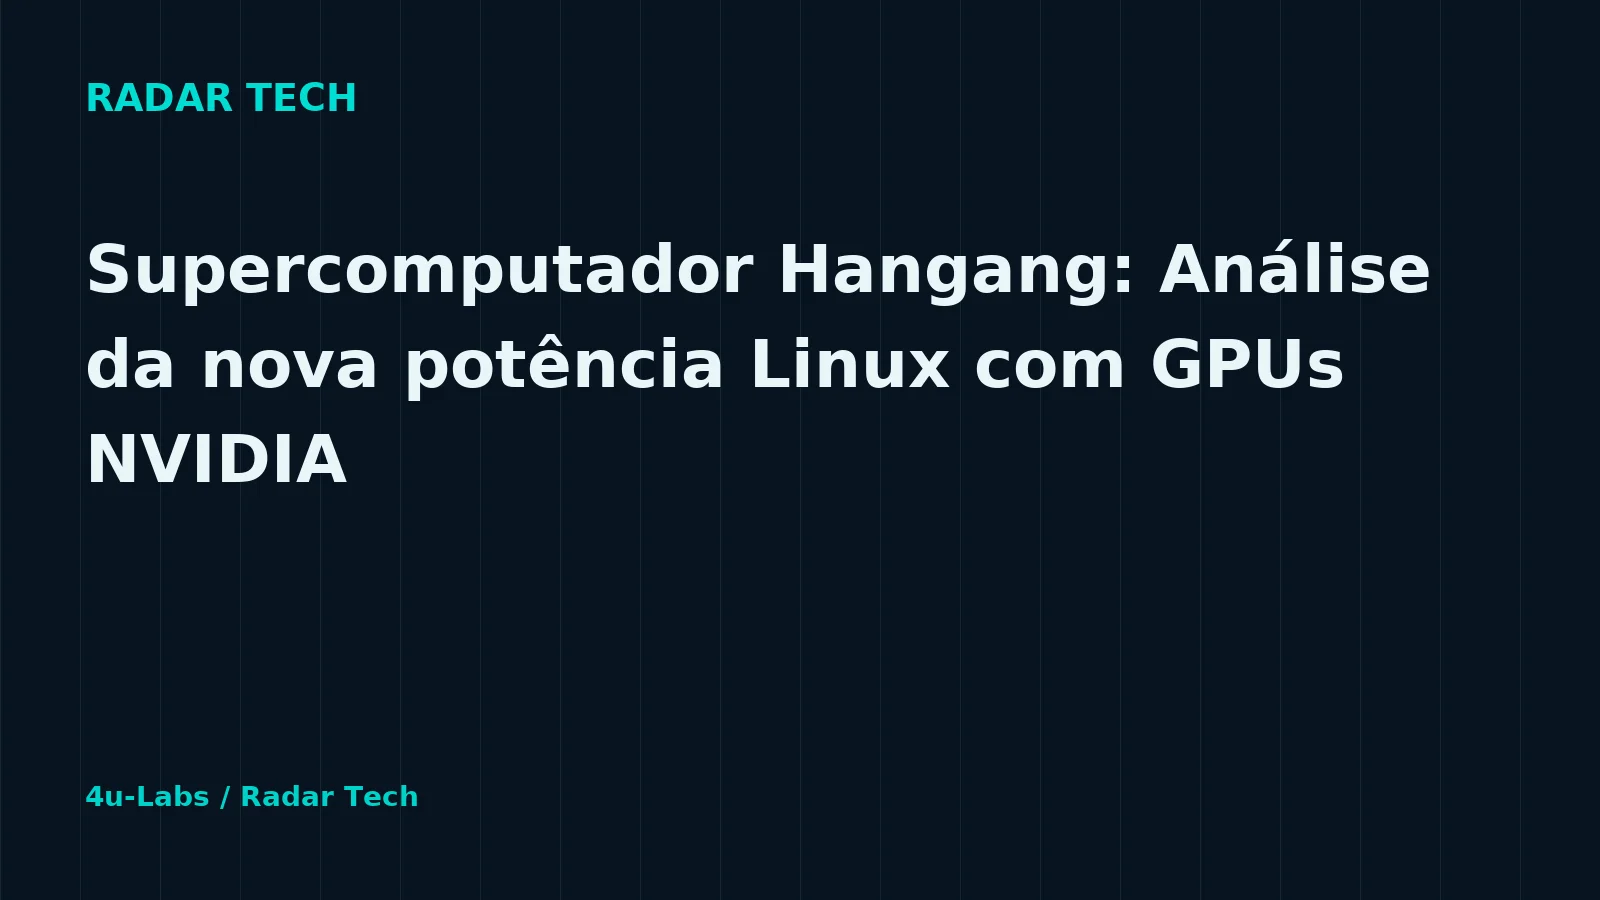 RADAR TECH
Supercomputador Hangang: Análise
da nova potência Linux com GPUs
NVIDIA
4u-Labs / Radar Tech